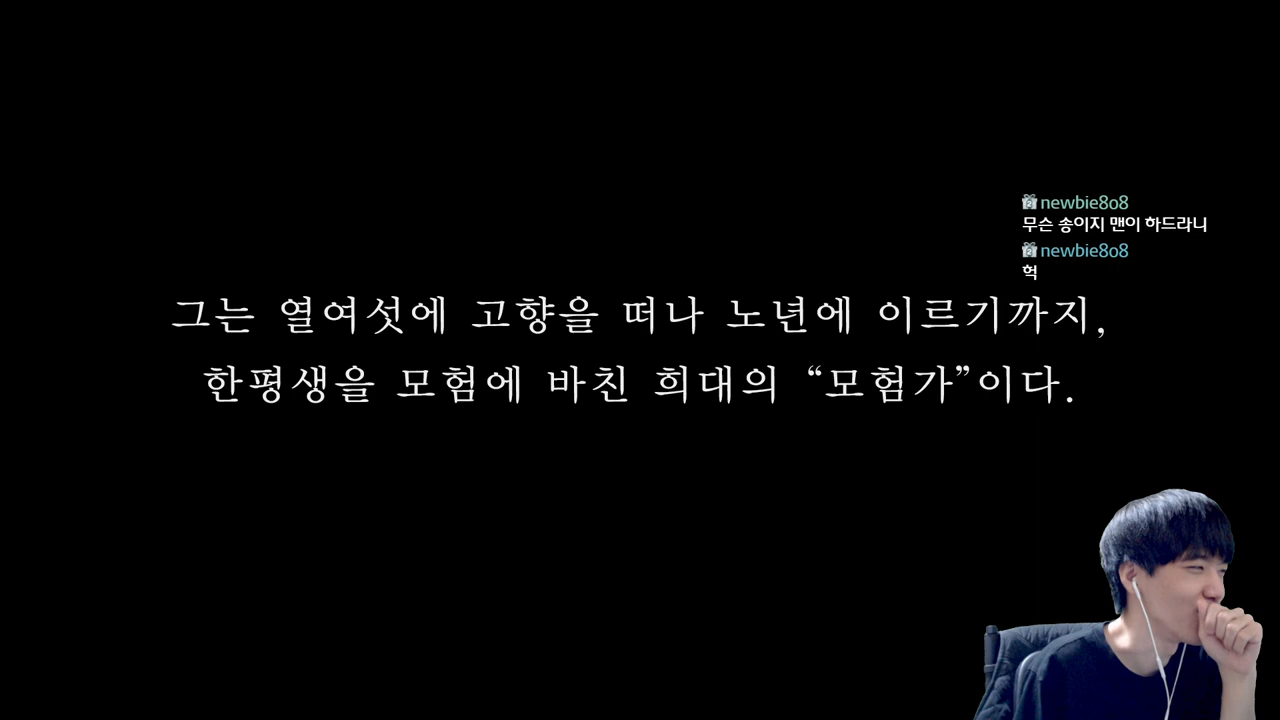 newbie8o8
무슨 송이지 맨이 하드라니
newbie8o8
헉
그는 열여섯에 고향을 떠나 노년에 이르기까지,
한평생을 모험에 바친 희대의 “모험가”이다.